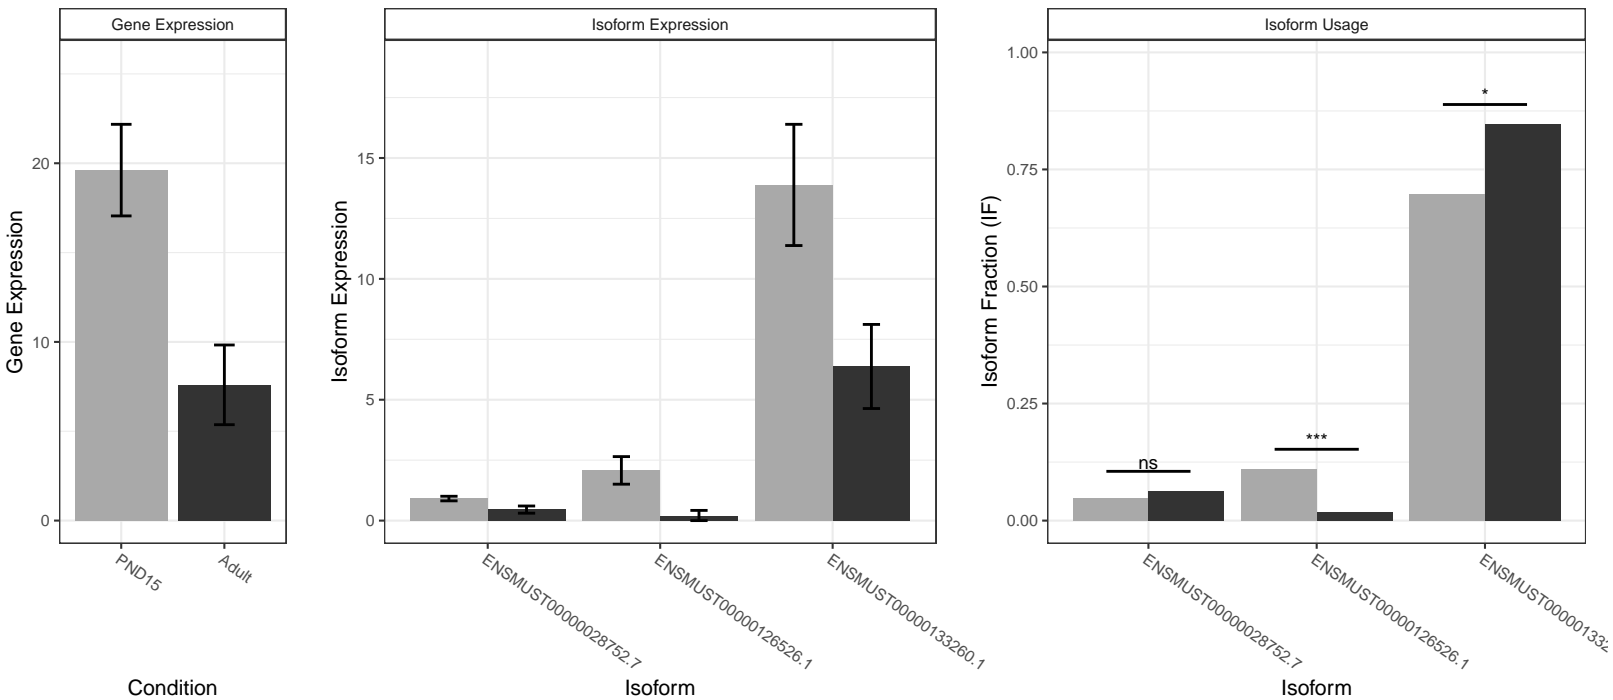 Gene Expression
Gene Expression
20
10
0
PND15
Adult
Condition
Isoform Expression
Isoform Expression
15
10
5
0
ENSMUST00000028752.7
ENSMUST00000126526.1
ENSMUST00000133260.1
Isoform
Isoform Usage
Isoform Fraction (IF)
1.00
0.75
0.50
0.25
0.00
ns
***
*
ENSMUST00000028752.7
ENSMUST00000126526.1
ENSMUST00000133
Isoform